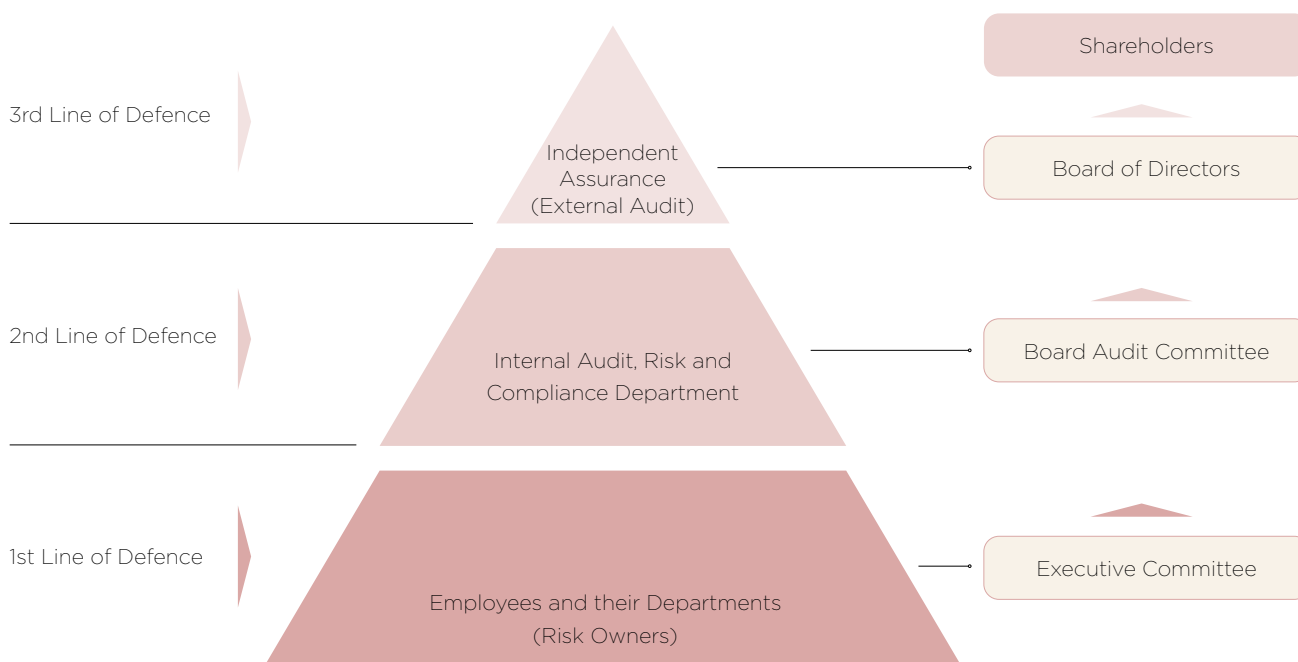 Shareholders
3rd Line of Defence
Independent
Assurance
(External Audit)
Board of Directors
2nd Line of Defence
Internal Audit, Risk and
Compliance Department
Board Audit Committee
1st Line of Defence
Employees and their Departments
(Risk Owners)
Executive Committee